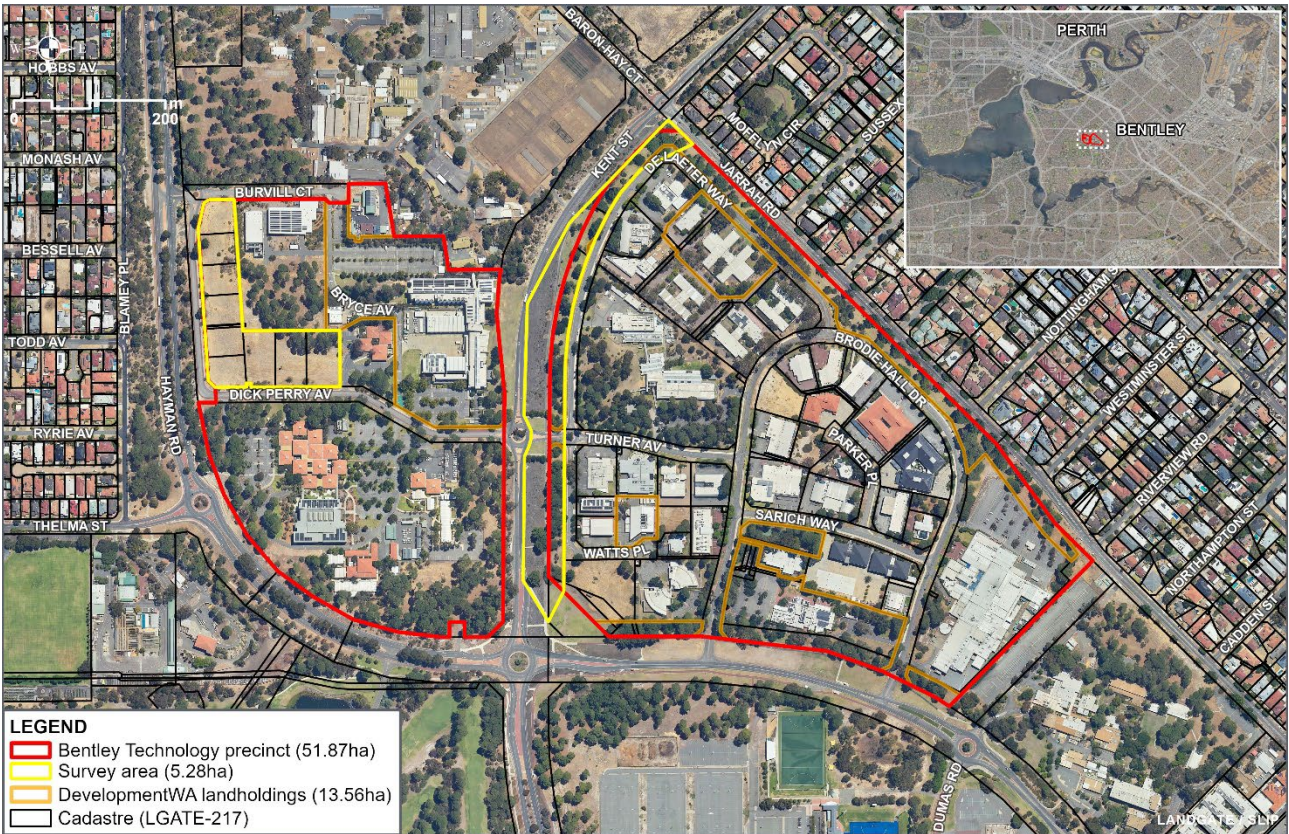 BARON-HAY CT
PERTH
BENTLEY
W
E
HOBBS AV
0
m
200
MONASH AV
BURVILL CT
KENT ST
MOFFLYN CIR
SUSSEX
DE LAETER WAY
JARRAH RD
BESSELL AV
BLAMEY PL
BRYCE AV
TODD AV
HAYMAN RD
DICK PERRY AV
BRODIE HALL DR
NOTTINGHAM S
WESTMINSTER ST
RYRIE AV
TURNER AV
PARKER PL
RIVERVIEW RD
THELMA ST
SARICH WAY
WATTS PL
NORTHAMPTON ST
CADDEN ST
DUMAS RD
LEGEND
Bentley Technology precinct (51.87ha)
Survey area (5.28ha)
DevelopmentWA landholdings (13.56ha)
Cadastre (LGATE-217)
LANDGATE / SLIP